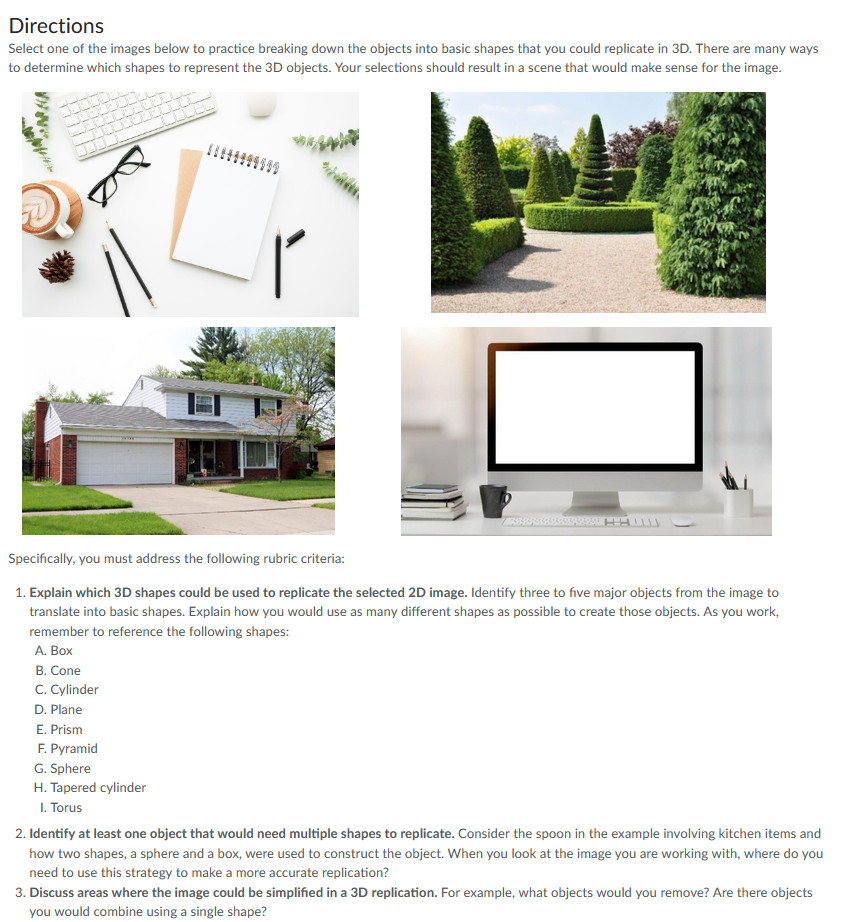 Directions
Select one of the images below to practice breaking down the objects into basic shapes that you could replicate in 3D. There are many ways
to determine which shapes to represent the 3D objects. Your selections should result in a scene that would make sense for the image.
Specifically, you must address the following rubric criteria:
1. Explain which 3D shapes could be used to replicate the selected 2D image. Identify three to five major objects from the image to
translate into basic shapes. Explain how you would use as many different shapes as possible to create those objects. As you work,
remember to reference the following shapes:
A. Box
B. Cone
C. Cylinder
D. Plane
E. Prism
F. Pyramid
G. Sphere
H. Tapered cylinder
I. Torus
2. Identify at least one object that would need multiple shapes to replicate. Consider the spoon in the example involving kitchen items and
how two shapes, a sphere and a box, were used to construct the object. When you look at the image you are working with, where do you
need to use this strategy to make a more accurate replication?
3. Discuss areas where the image could be simplified in a 3D replication. For example, what objects would you remove? Are there objects
you would combine using a single shape?